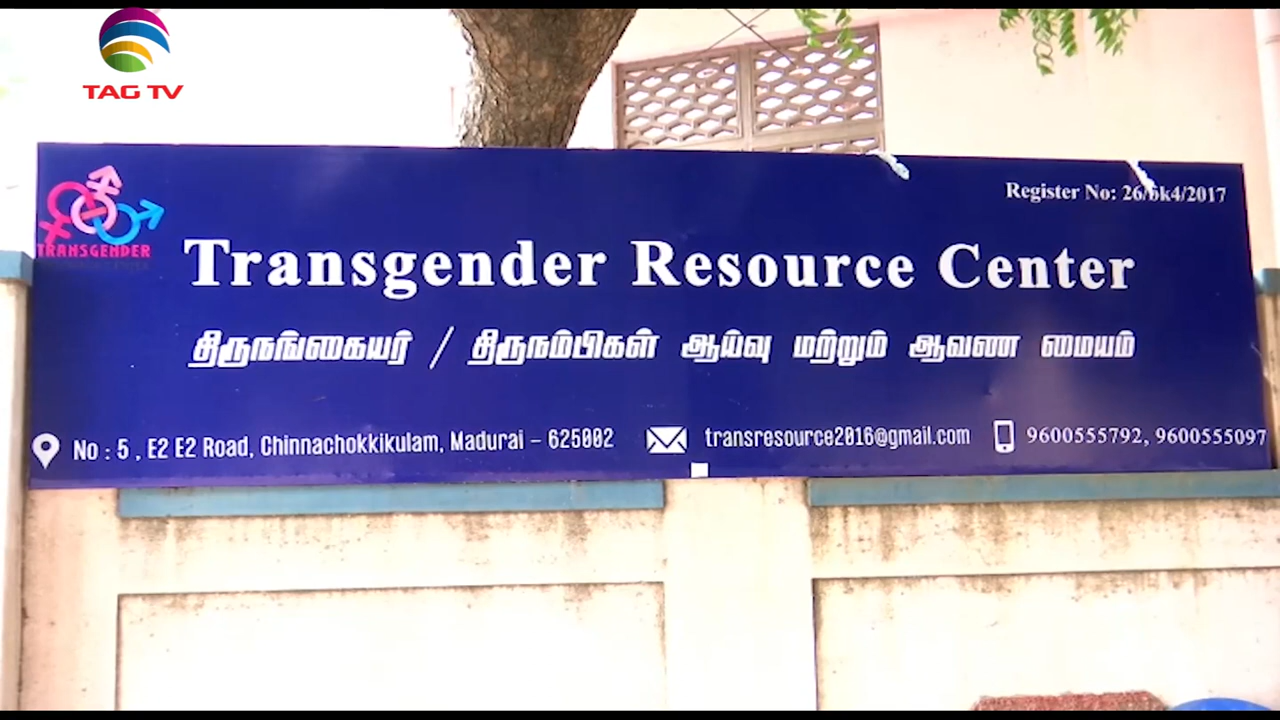 TAG TV
Register No: 26/Bk4/2017
TRANSGENDER
Transgender Resource Center
திருநங்கையர் / திருநம்பிகள் ஆய்வு மற்றும் ஆவண மையம்
No : 5 , E2 E2 Road, Chinnachokkikulam, Madurai – 625002
transresource2016@gmail.com
9600555792, 9600555097